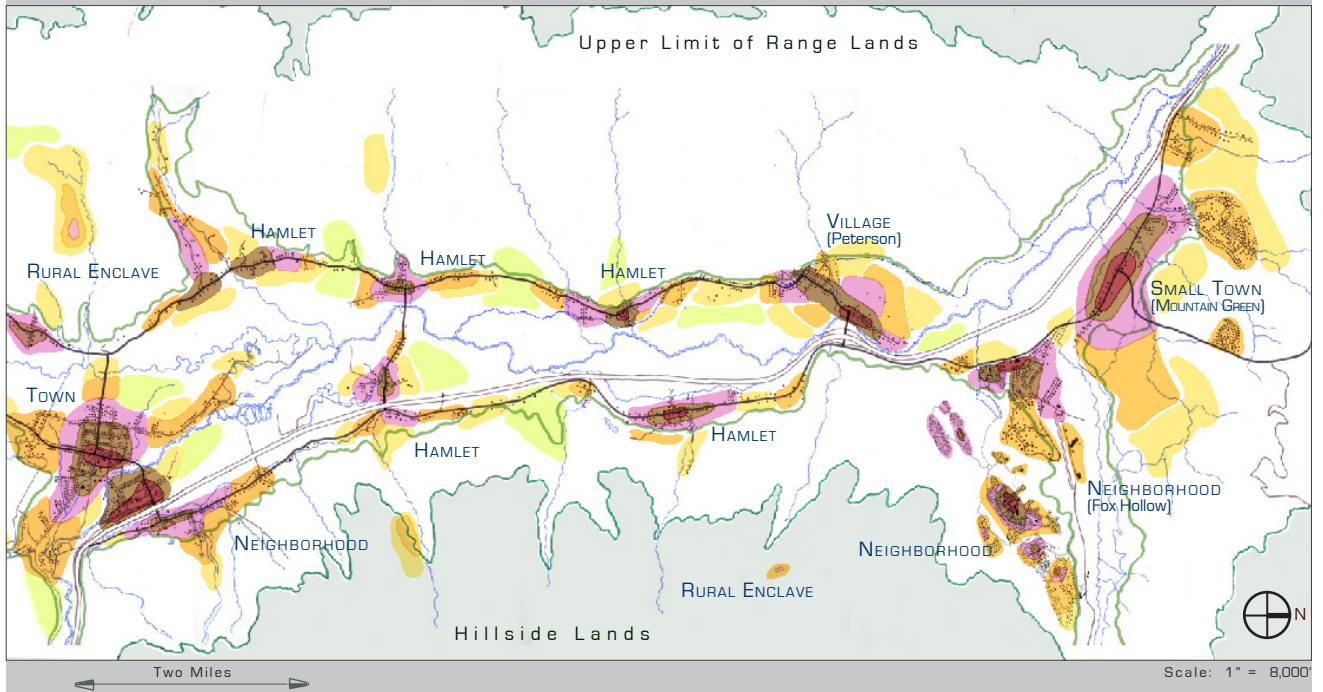 Upper Limit of Range Lands
VILLAGE
(Peterson)
HAMLET
HAMLET
HAMLET
RURAL ENCLAVE
SMALL TOWN
(MOUNTAIN GREEN)
TOWN
HAMLET
HAMLET
NEIGHBORHOOD
(Fox Hollow)
NEIGHBORHOOD
NEIGHBORHOOD
RURAL ENCLAVE
N
Hillside Lands
Two Miles
Scale: 1" = 8,000'